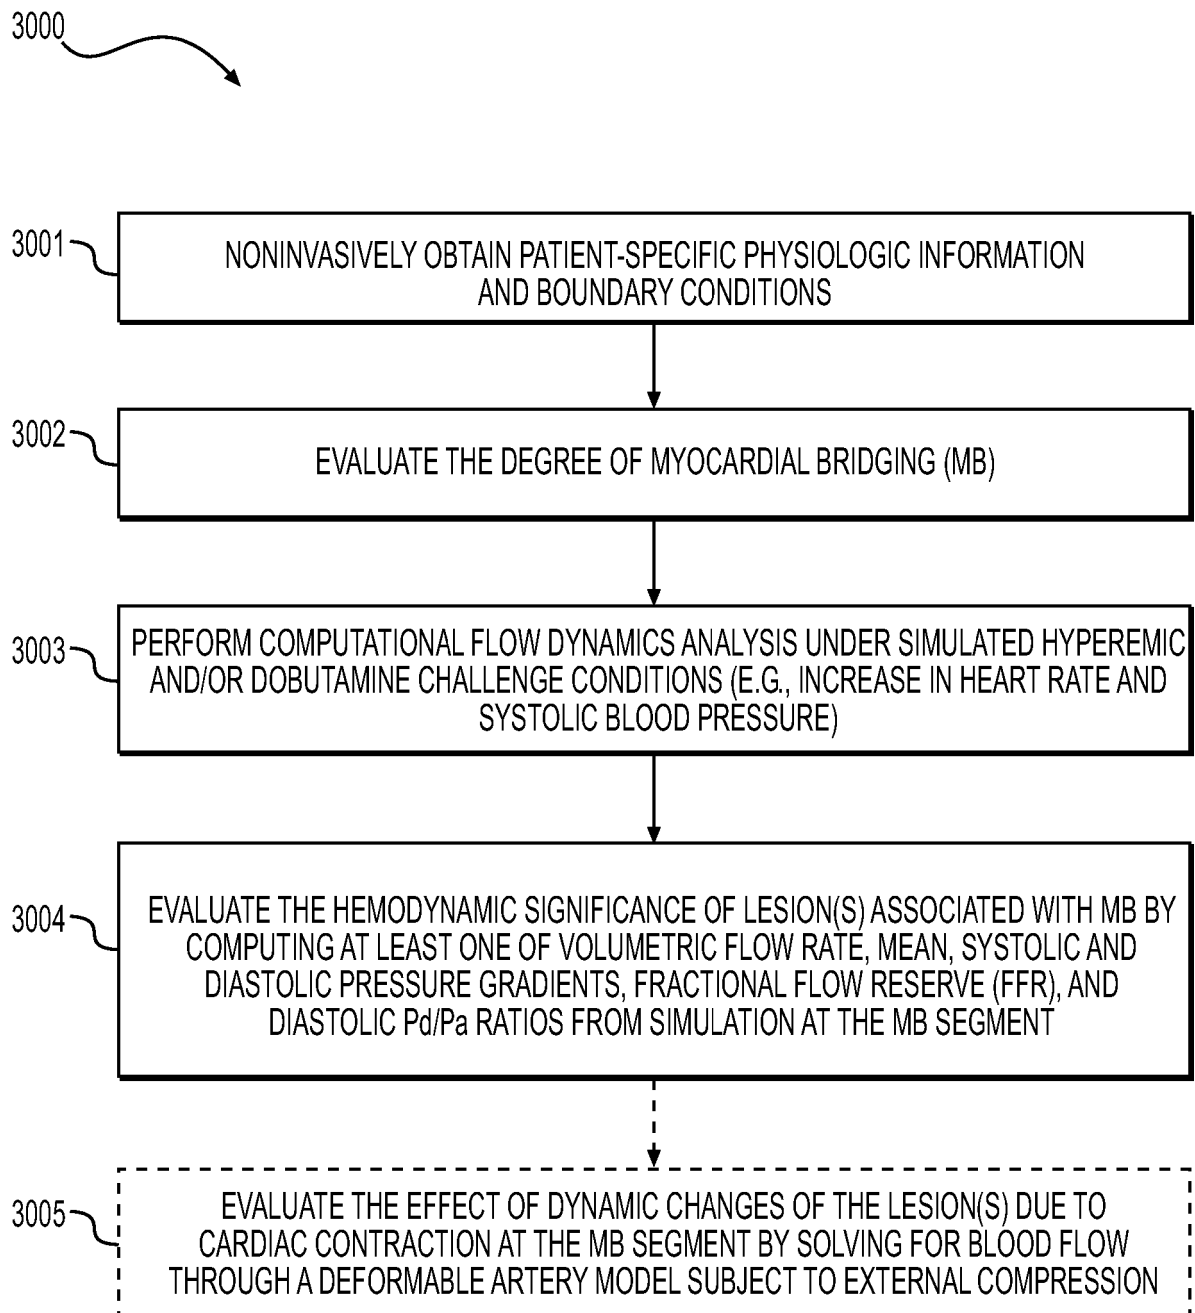 3000
3001
NONINVASIVELY OBTAIN PATIENT-SPECIFIC PHYSIOLOGIC INFORMATION
AND BOUNDARY CONDITIONS
3002
EVALUATE THE DEGREE OF MYOCARDIAL BRIDGING (MB)
3003
PERFORM COMPUTATIONAL FLOW DYNAMICS ANALYSIS UNDER SIMULATED HYPEREMIC
AND/OR DOBUTAMINE CHALLENGE CONDITIONS (E.G., INCREASE IN HEART RATE AND
SYSTOLIC BLOOD PRESSURE)
3004
EVALUATE THE HEMODYNAMIC SIGNIFICANCE OF LESION(S) ASSOCIATED WITH MB BY
COMPUTING AT LEAST ONE OF VOLUMETRIC FLOW RATE, MEAN, SYSTOLIC AND
DIASTOLIC PRESSURE GRADIENTS, FRACTIONAL FLOW RESERVE (FFR), AND
DIASTOLIC Pd/Pa RATIOS FROM SIMULATION AT THE MB SEGMENT
3005
EVALUATE THE EFFECT OF DYNAMIC CHANGES OF THE LESION(S) DUE TO
CARDIAC CONTRACTION AT THE MB SEGMENT BY SOLVING FOR BLOOD FLOW
THROUGH A DEFORMABLE ARTERY MODEL SUBJECT TO EXTERNAL COMPRESSION